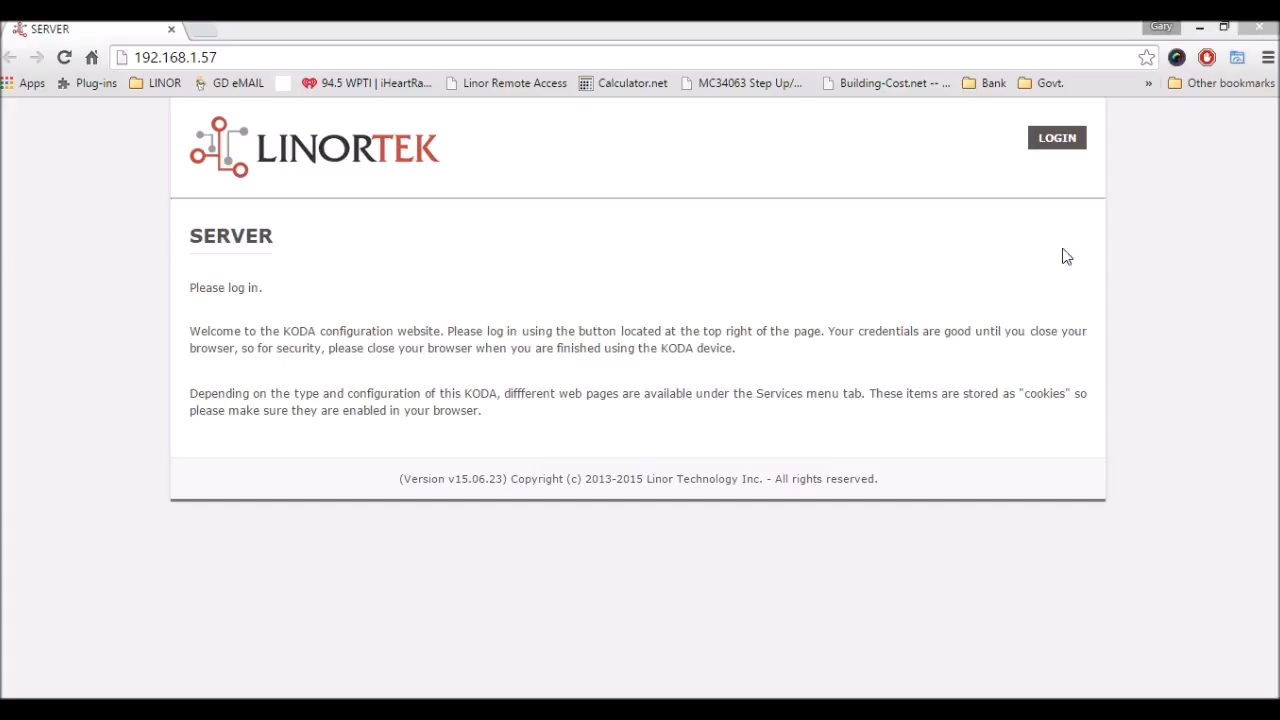 SERVER
Gary
192.168.1.57
Apps Plug-ins LINOR GD eMAIL 94.5 WPTI | iHeartRa... Linor Remote Access Calculator.net MC34063 Step Up/... Building-Cost.net -- ... Bank Govt. » Other bookmarks
LINORTEK
LOGIN
SERVER
Please log in.
Welcome to the KODA configuration website. Please log in using the button located at the top right of the page. Your credentials are good until you close your
browser, so for security, please close your browser when you are finished using the KODA device.
Depending on the type and configuration of this KODA, diffferent web pages are available under the Services menu tab. These items are stored as "cookies" so
please make sure they are enabled in your browser.
(Version v15.06.23) Copyright (c) 2013-2015 Linor Technology Inc. - All rights reserved.